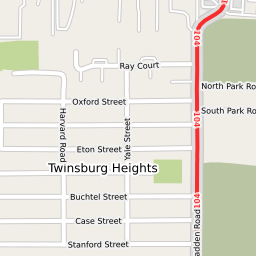 104
Ray Court
North Park Ro
Oxford Street
South Park Ro
104
Harvard Road
Yale Street
Eton Street
Twinsburg Heights
Buchtel Street
104
Case Street
adden Road
Stanford Street